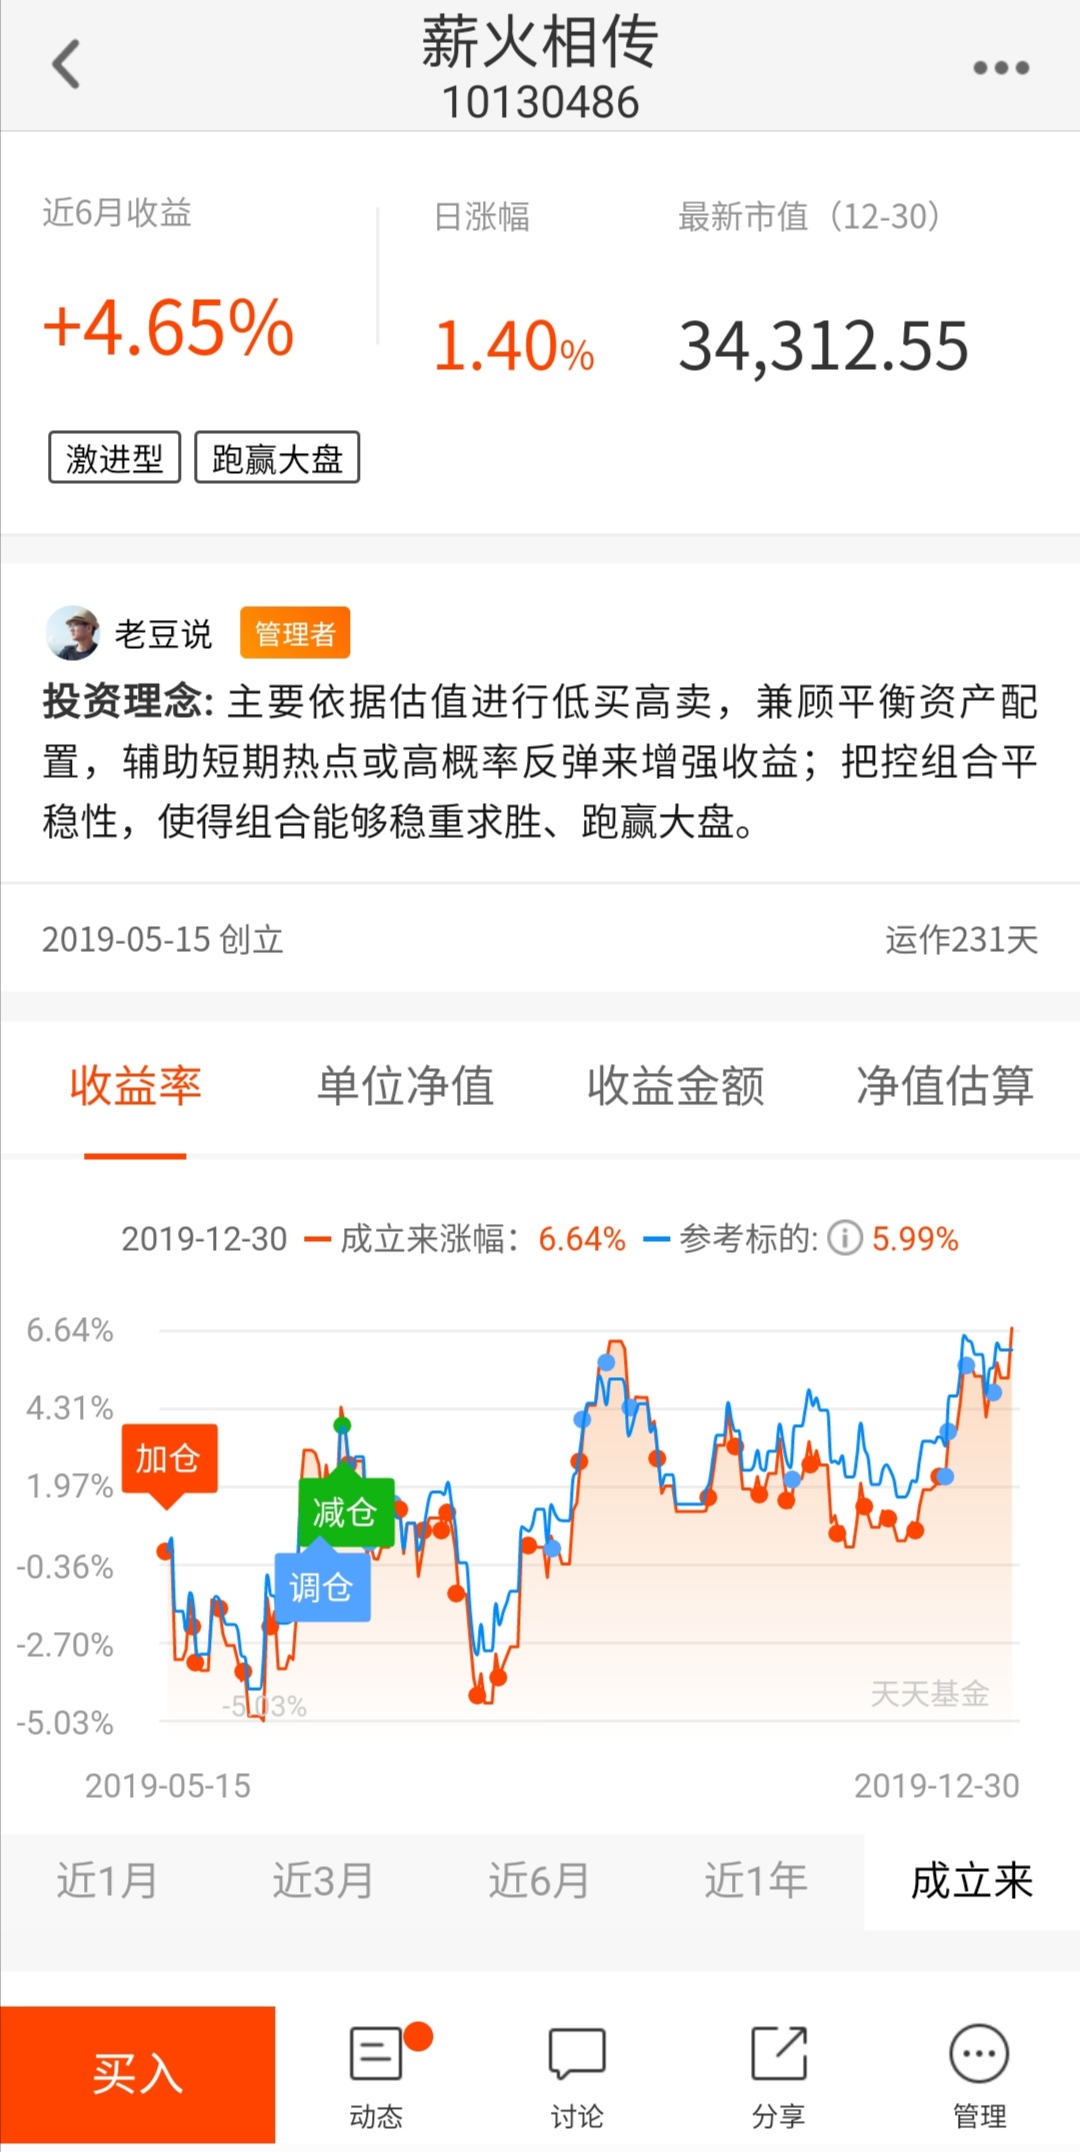 薪火相传
10130486
近6月收益
日涨幅
最新市值（12-30）
+4.65%
1.40%
34,312.55
激进型
跑赢大盘
老豆说
管理者
投资理念: 主要依据估值进行低买高卖，兼顾平衡资产配
置，辅助短期热点或高概率反弹来增强收益；把控组合平
稳性，使得组合能够稳重求胜、跑赢大盘。
2019-05-15 创立
运作231天
收益率
单位净值
收益金额
净值估算
2019-12-30 成立来涨幅：6.64% 参考标的: 5.99%
6.64%
4.31%
加仓
1.97%
减仓
-0.36%
调仓
-2.70%
天天基金
-5.03%
-5.03%
2019-05-15
2019-12-30
近1月
近3月
近6月
近1年
成立来
买入
动态
讨论
分享
管理